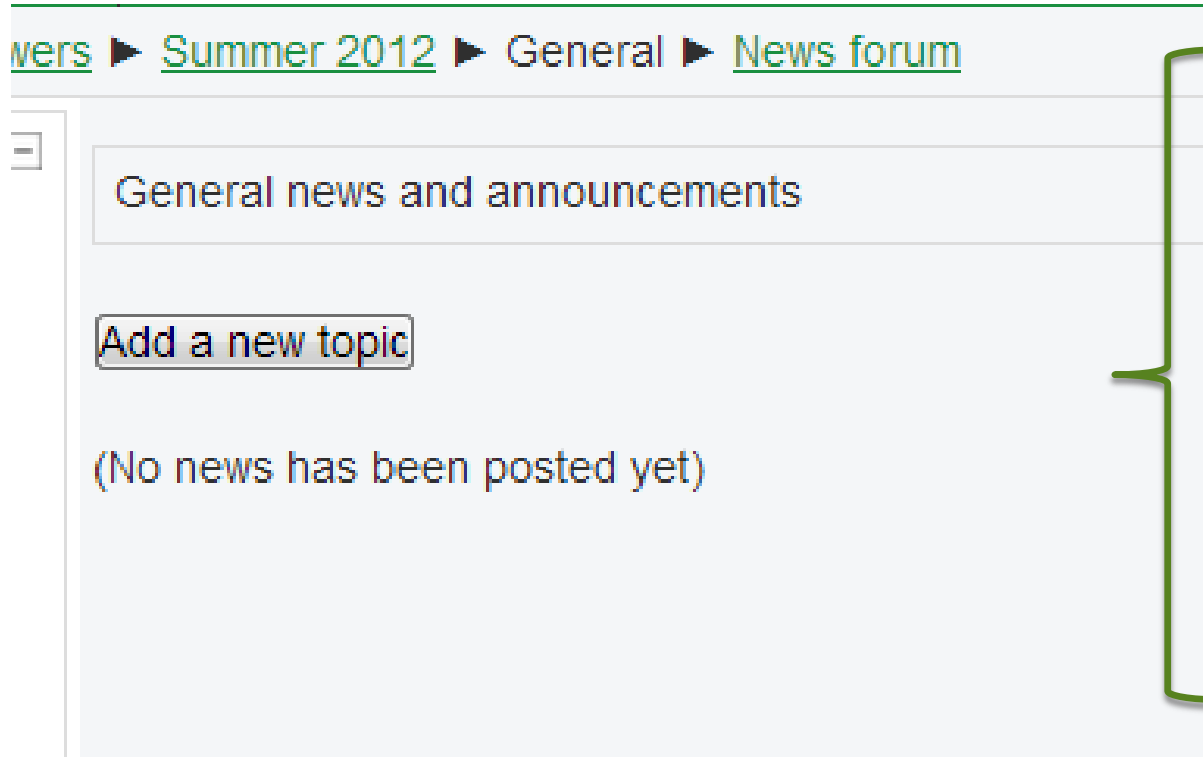 wers ► Summer 2012 ► General ► News forum
General news and announcements
Add a new topic
(No news has been posted yet)